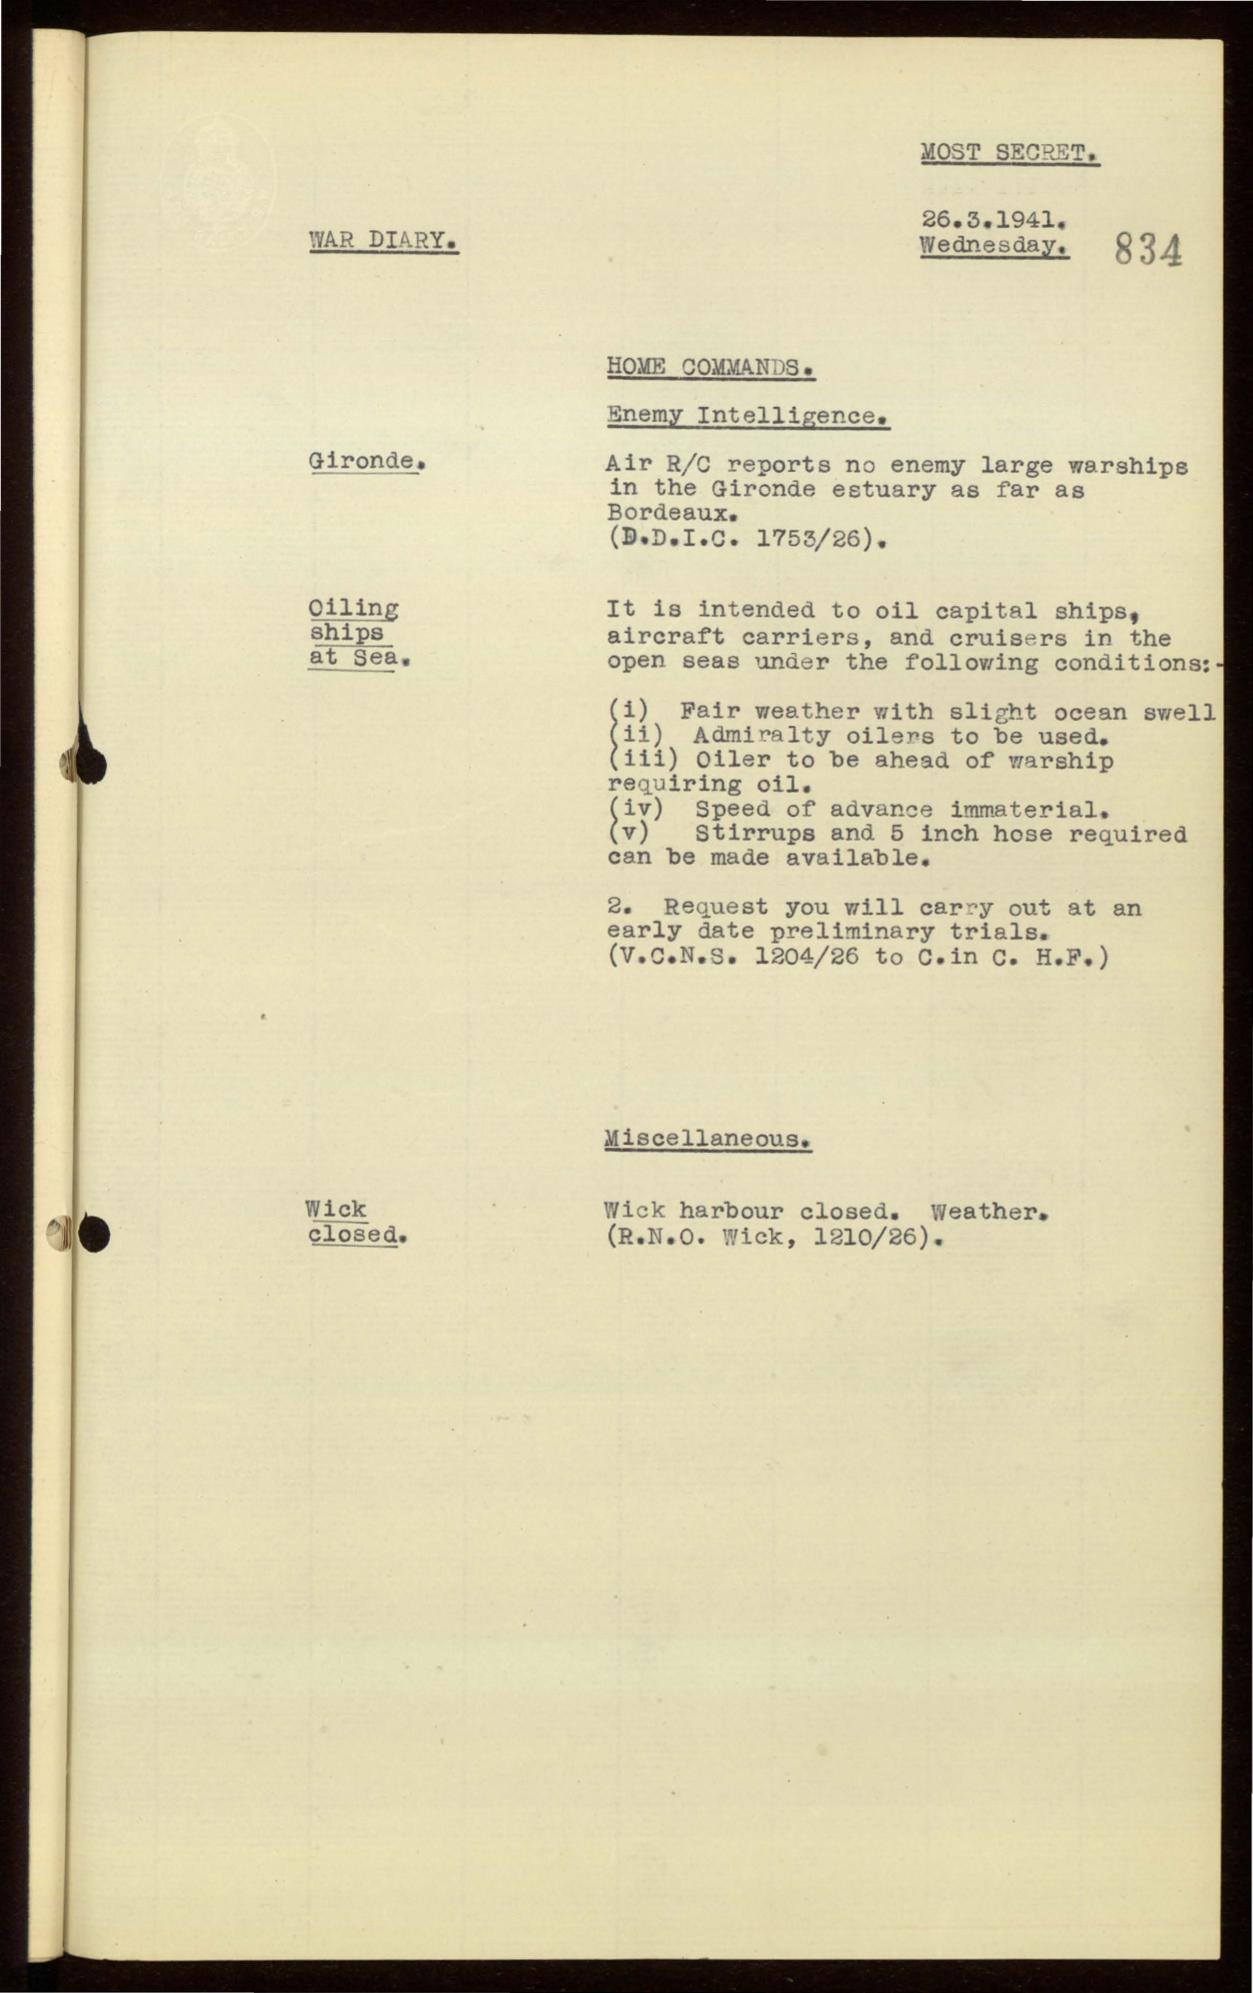 MOST SECRET.
26.3.1941.
WAR DIARY.
Wednesday. 834
HOME COMMANDS.
Enemy Intelligence.
Gironde.
Air R/C reports no enemy large warships
in the Gironde estuary as far as
Bordeaux.
(D.D.I.C. 1753/26).
Oiling
ships
at Sea.
It is intended to oil capital ships,
aircraft carriers, and cruisers in the
open seas under the following conditions:-
(i) Fair weather with slight ocean swell
(ii) Admiralty oilers to be used.
(iii) Oiler to be ahead of warship
requiring oil.
(iv) Speed of advance immaterial.
(v) Stirrups and 5 inch hose required
can be made available.
2. Request you will carry out at an
early date preliminary trials.
(V.C.N.S. 1204/26 to C.in C. H.F.)
Miscellaneous.
Wick
closed.
Wick harbour closed. Weather.
(R.N.O. Wick, 1210/26).